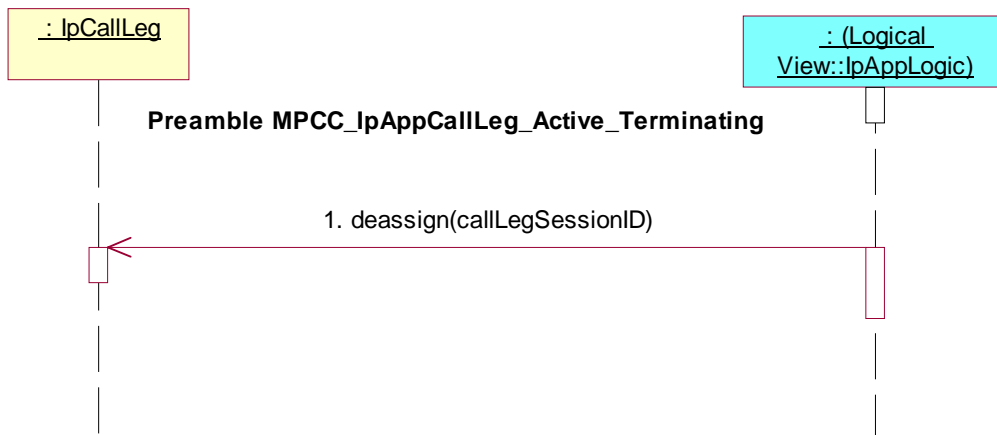 : IpCallLeg
: (Logical
View::IpAppLogic)
Preamble MPCC_IpAppCallLeg_Active_Terminating
1. deassign(callLegSessionID)